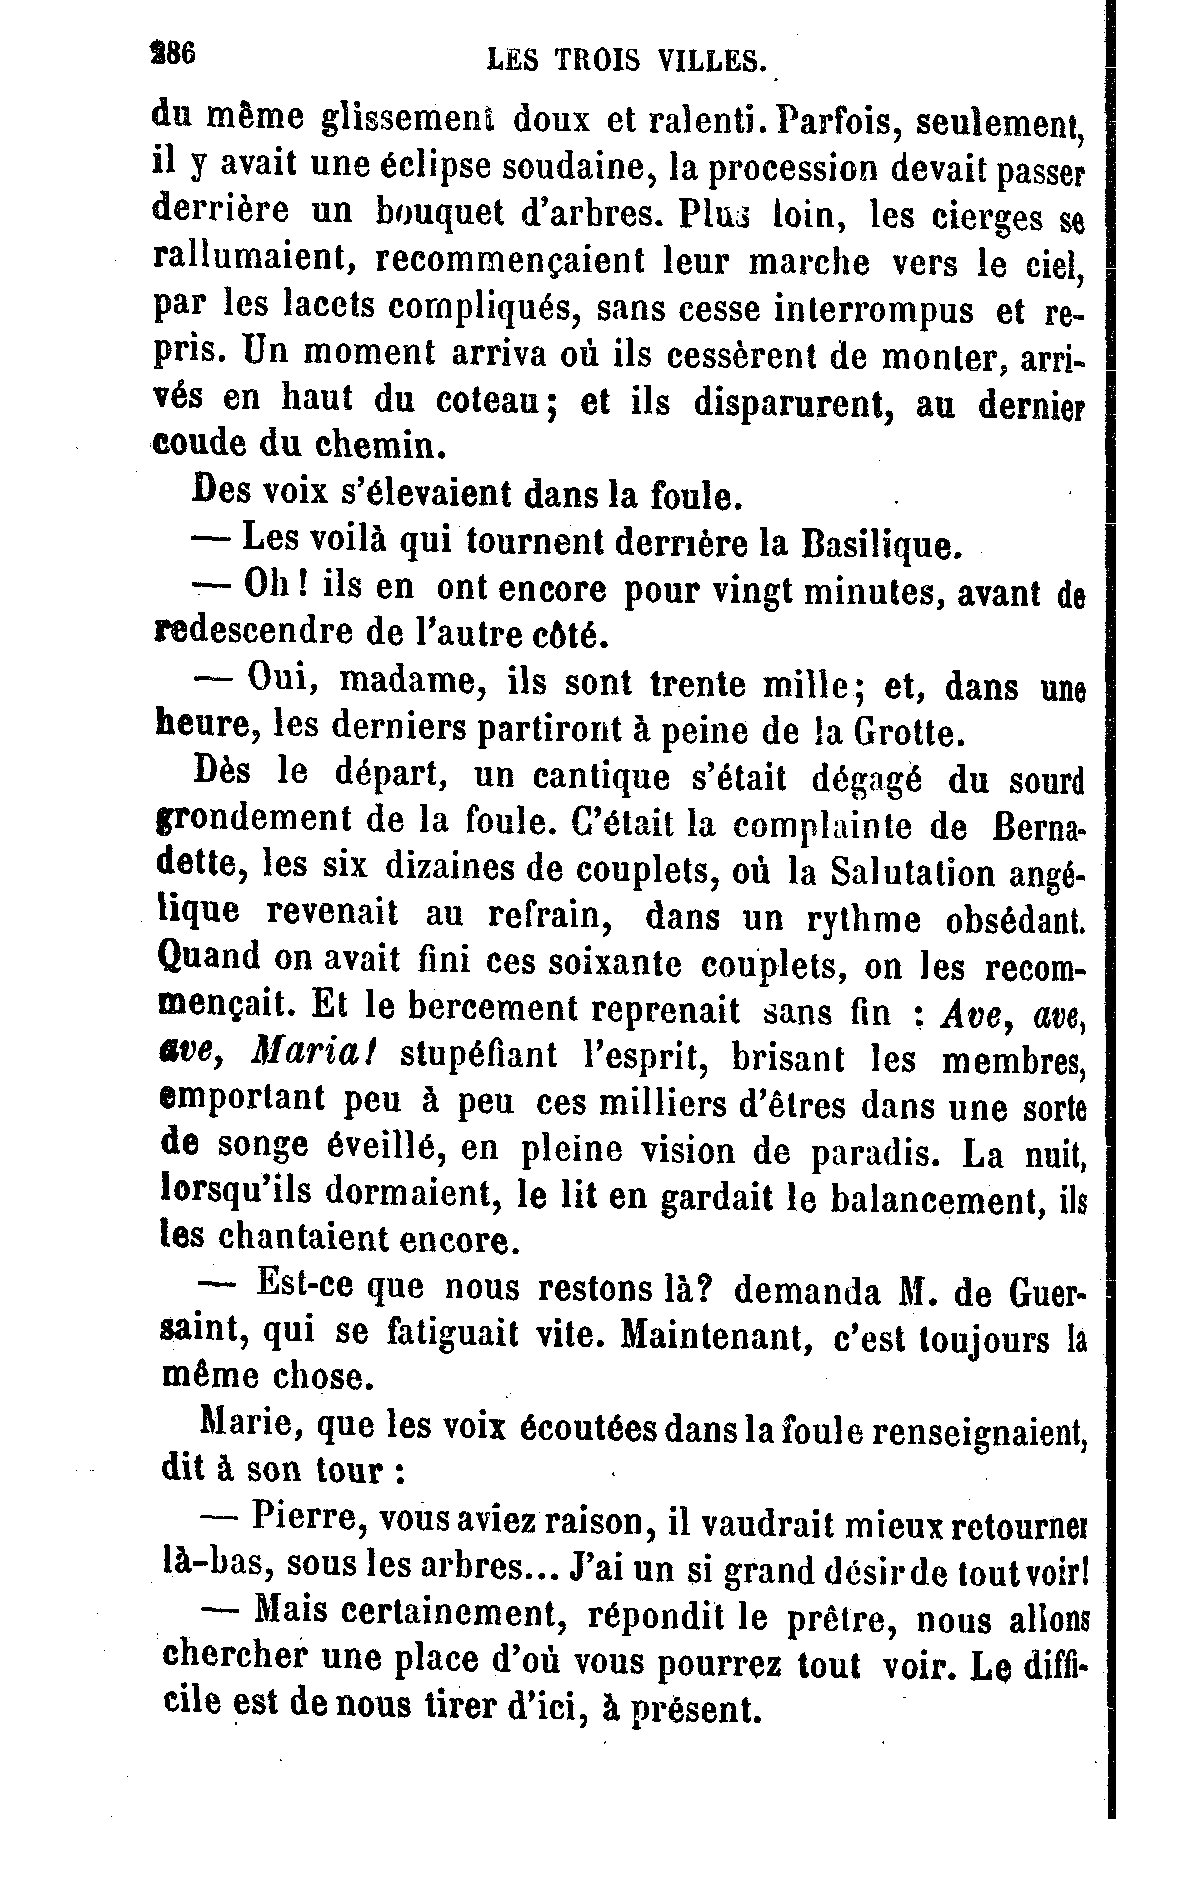 286 LES TROIS VILLES.
du même glissement doux et ralenti. Parfois, seulement,
il y avait une éclipse soudaine, la procession devait passer
derrière un bouquet d'arbres. Plus loin, les cierges se
rallumaient, recommençaient leur marche vers le ciel,
par les lacets compliqués, sans cesse interrompus et re-
pris. Un moment arriva où ils cessèrent de monter, arri-
vés en haut du coteau; et ils disparurent, au dernier
coude du chemin.
Des voix s'élevaient dans la foule.
— Les voilà qui tournent derrière la Basilique.
— Oh! ils en ont encore pour vingt minutes, avant de
redescendre de l'autre côté.
— Oui, madame, ils sont trente mille; et, dans une
heure, les derniers partiront à peine de la Grotte.
Dès le départ, un cantique s'était dégagé du sourd
grondement de la foule. C'était la complainte de Berna-
dette, les six dizaines de couplets, où la Salutation angé-
lique revenait au refrain, dans un rythme obsédant.
Quand on avait fini ces soixante couplets, on les recom-
mençait. Et le bercement reprenait sans fin : Ave, ave,
ave, Maria! stupéfiant l'esprit, brisant les membres,
emportant peu à peu ces milliers d'êtres dans une sorte
de songe éveillé, en pleine vision de paradis. La nuit,
lorsqu'ils dormaient, le lit en gardait le balancement, ils
les chantaient encore.
— Est-ce que nous restons là? demanda M. de Guer-
saint, qui se fatiguait vite. Maintenant, c'est toujours la
même chose.
Marie, que les voix écoutées dans la foule renseignaient,
dit à son tour :
— Pierre, vous aviez raison, il vaudrait mieux retourner
là-bas, sous les arbres... J'ai un si grand désir de tout voir!
— Mais certainement, répondit le prêtre, nous allons
chercher une place d'où vous pourrez tout voir. Le diffi-
cile est de nous tirer d'ici, à présent.